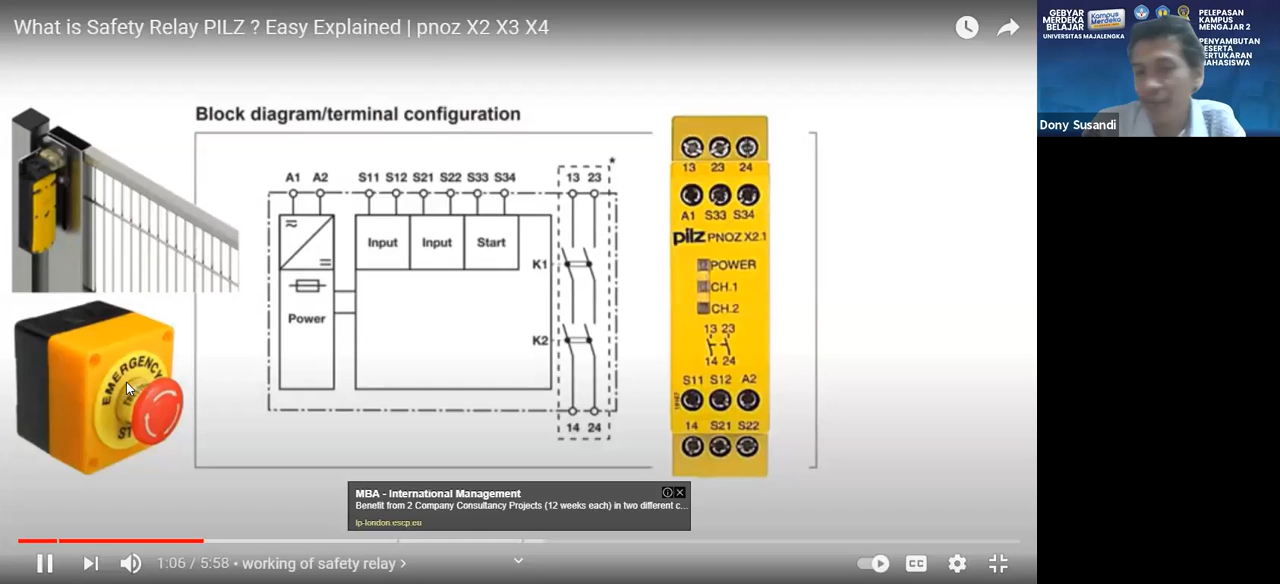 What is Safety Relay PILZ ? Easy Explained | pnoz X2 X3 X4
GEBYAR
MERDEKA
BELAJAR
UNIVERSITAS MAJALENGKA
Kampus
Merdeka
PELEPASAN
KAMPUS
MENGAJAR 2
PENYAMBUTAN
Dony Susandi
Block diagram/terminal configuration
A1 A2 S11 S12 S21 S22 S33 S34 13 23
*
Input Input Start
K1
Power
K2
14 24
EMERGENCY
13 23 24
A1 S33 S34
pilz PNOZ X2.1
POWER
CH.1
CH.2
13 23
14 24
S11 S12 A2
14 S21 S22
MBA - International Management
Benefit from 2 Company Consultancy Projects (12 weeks each) in two different c...
lp-london.escp.eu
1:06 / 5:58 • working of safety relay >
CC